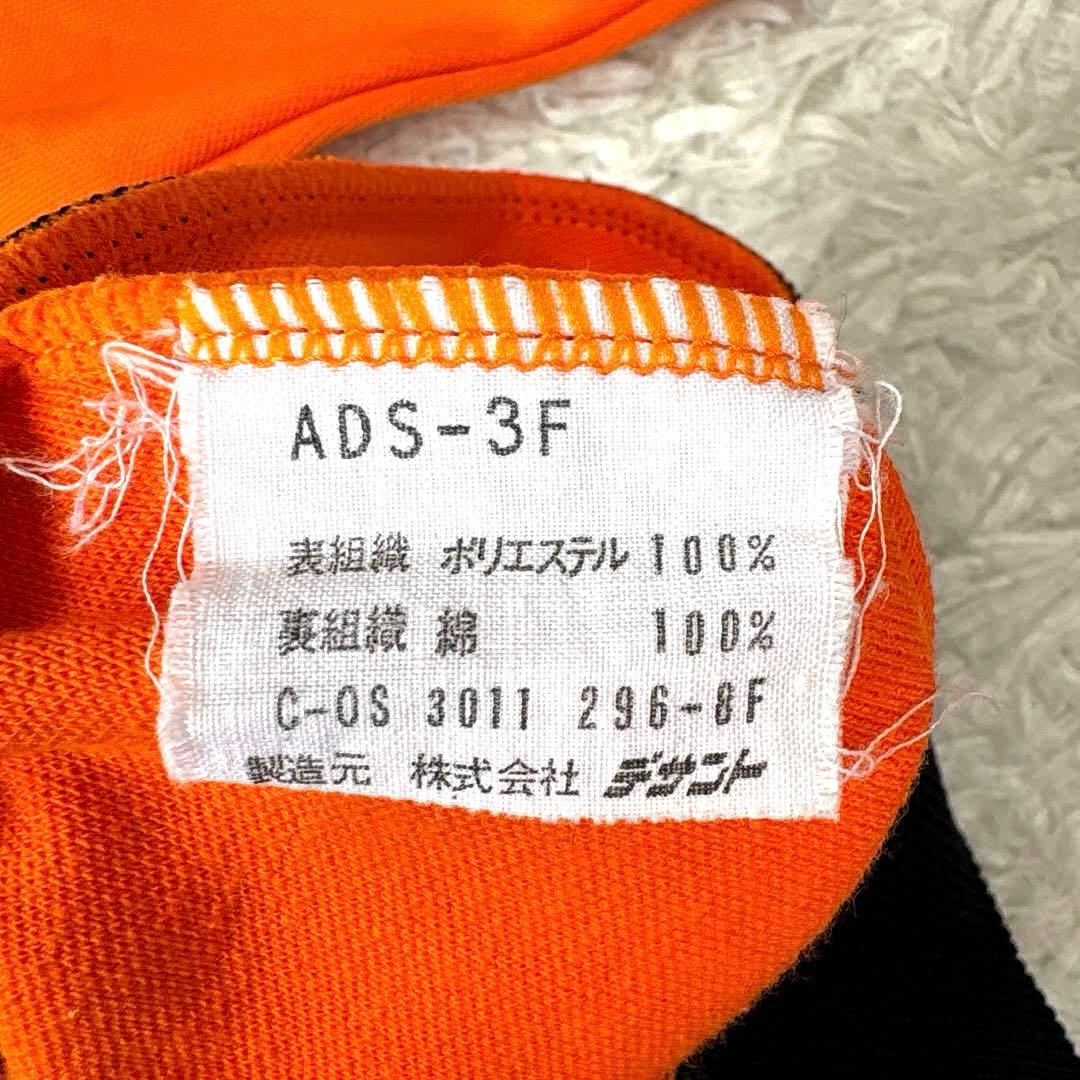 ADS-3F
表組織 ポリエステル 100%
裏組織 綿 100%
C-OS 3011 296-8F
製造元 株式会社 デサント